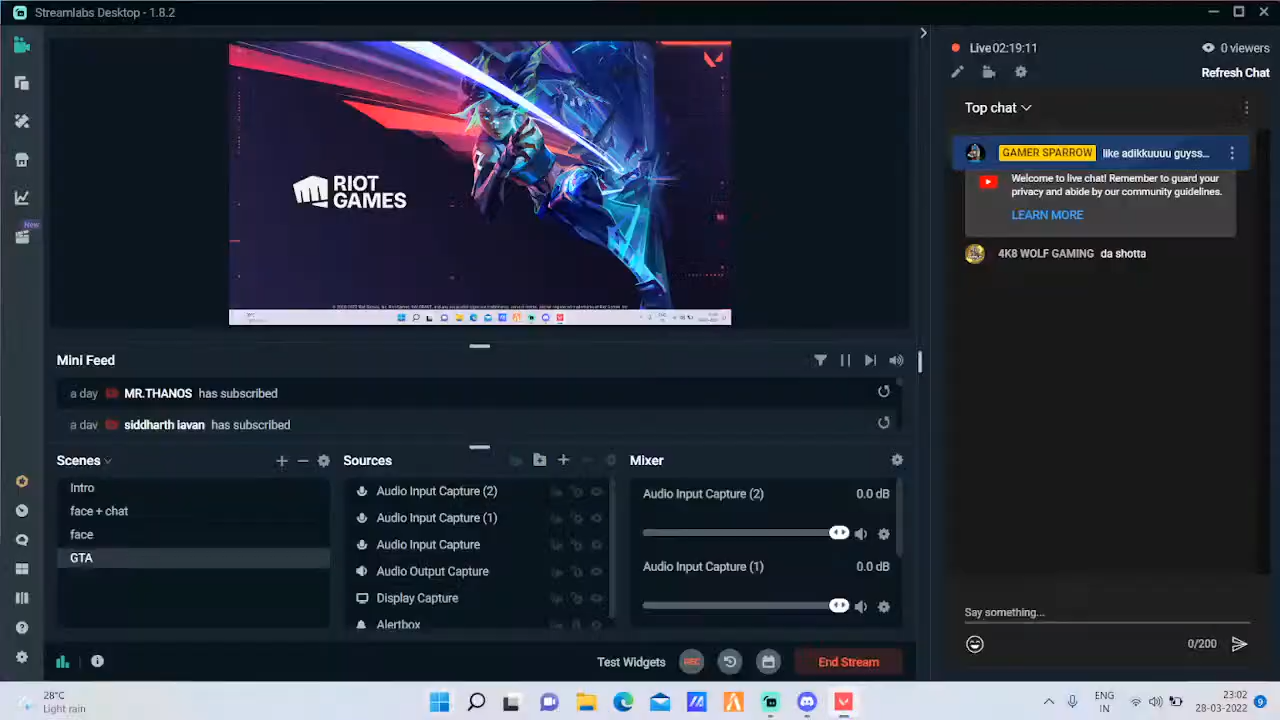 Streamlabs Desktop - 1.8.2
Live 02:19:11
0 viewers
Refresh Chat
Top chat
GAMER SPARROW like adikkuuuu guyss...
Welcome to live chat! Remember to guard your
privacy and abide by our community guidelines.
LEARN MORE
4K8 WOLF GAMING da shotta
New
RIOT
GAMES
Mini Feed
a day MR.THANOS has subscribed
a day siddharth lavan has subscribed
Scenes
Intro
face + chat
face
GTA
Sources
Audio Input Capture (2)
Audio Input Capture (1)
Audio Input Capture
Audio Output Capture
Display Capture
Alertbox
Mixer
Audio Input Capture (2) 0.0 dB
Audio Input Capture (1) 0.0 dB
Say something...
0/200
Test Widgets
REC
End Stream
28°C
Light rain
ENG
IN
23:02
28-03-2022
9